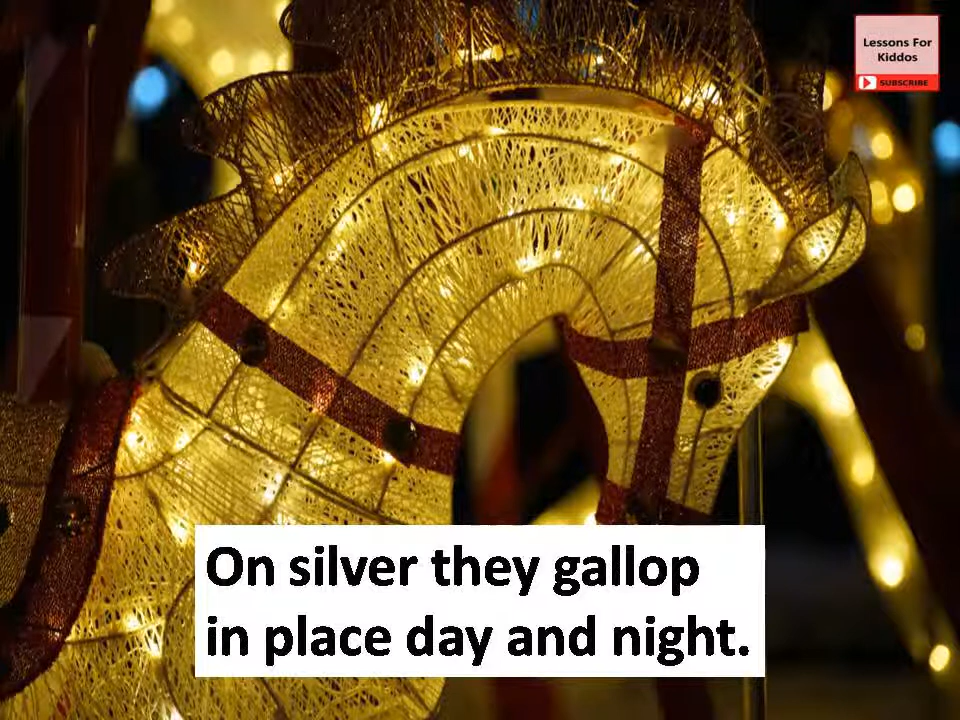 Lessons For
Kiddos
SUBSCRIBE
On silver they gallop
in place day and night.